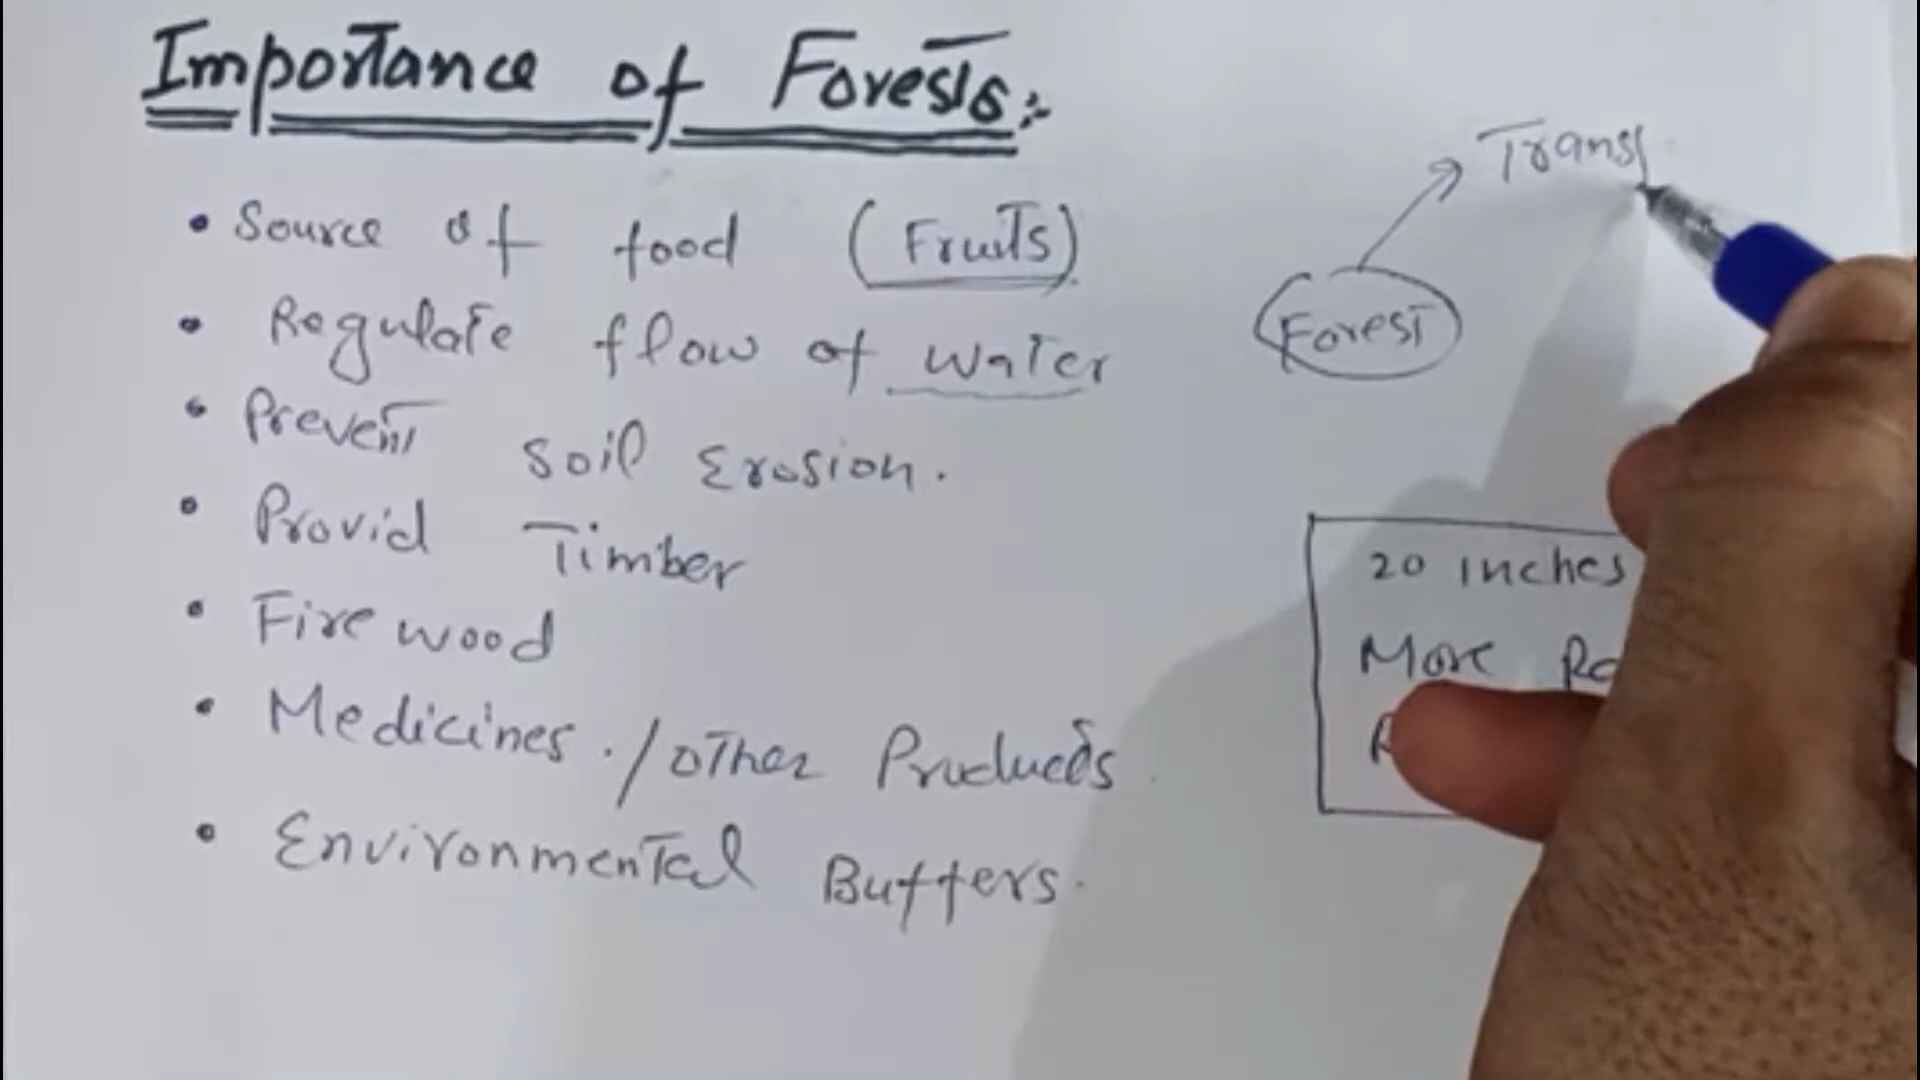 Importance of Forests:-
• Source of food (Fruits)
• Regulate flow of water
• Prevent soil Erosion.
• Provid Timber
• Fire wood
• Medicines. / other Products
• Environmental Buffers.
Trans
Forest
20 inches
More